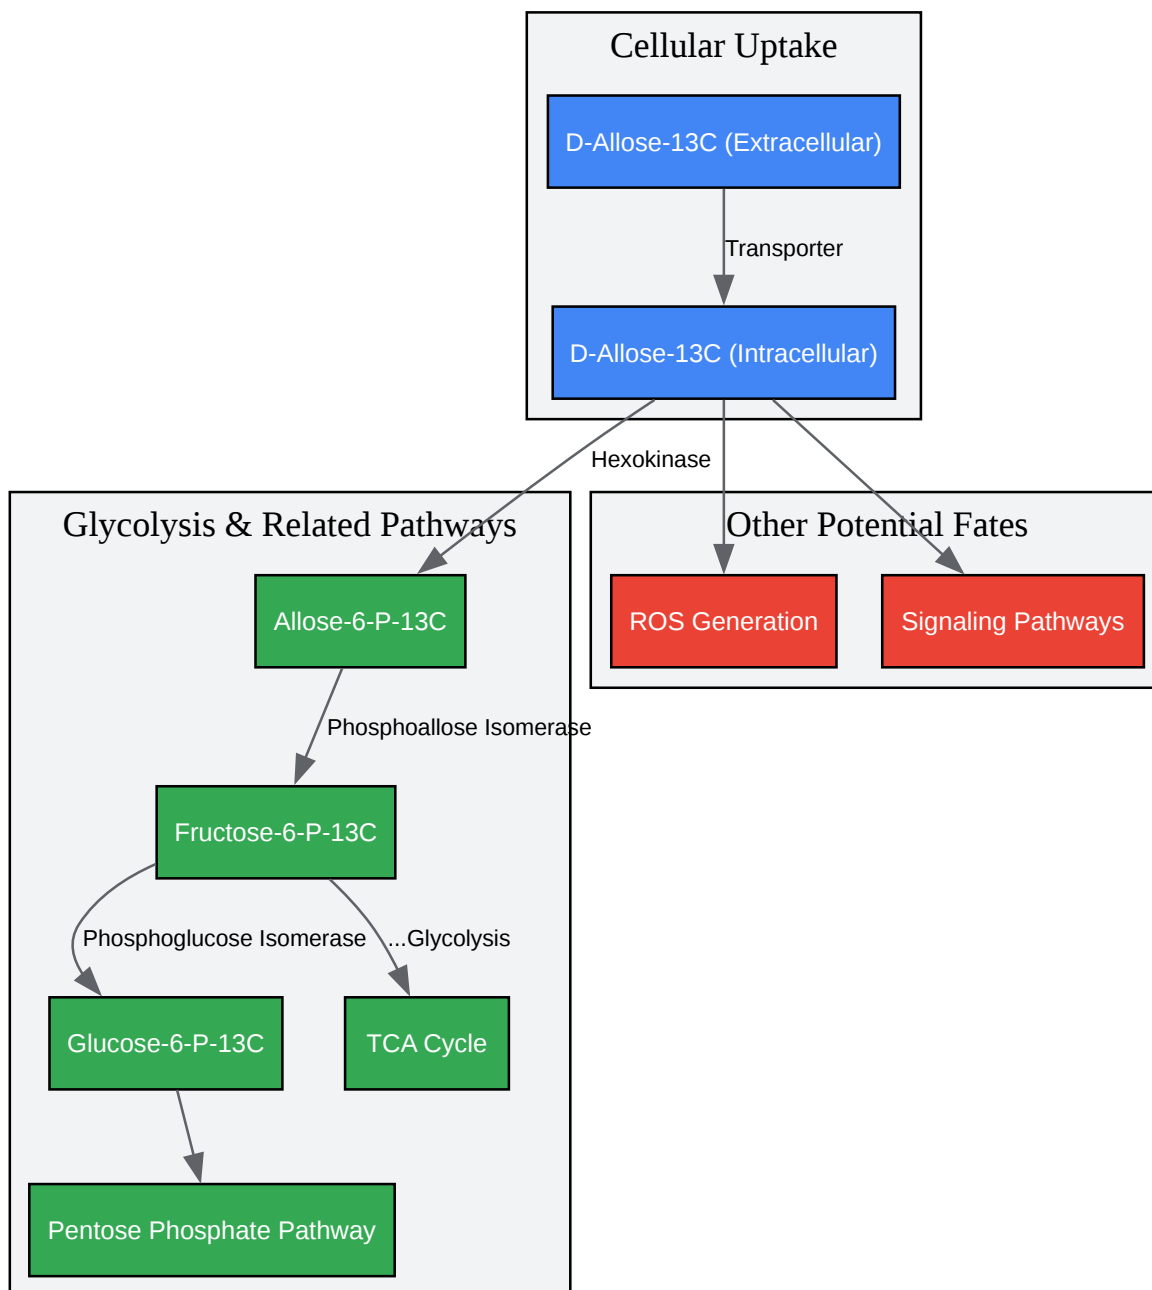 Cellular Uptake
D-Allose-13C (Extracellular)
Transporter
D-Allose-13C (Intracellular)
Hexokinase
Glycolysis & Related Pathways
Other Potential Fates
Allose-6-P-13C
ROS Generation
Signaling Pathways
Phosphoallose Isomerase
Fructose-6-P-13C
Phosphoglucose Isomerase
...Glycolysis
Glucose-6-P-13C
TCA Cycle
Pentose Phosphate Pathway